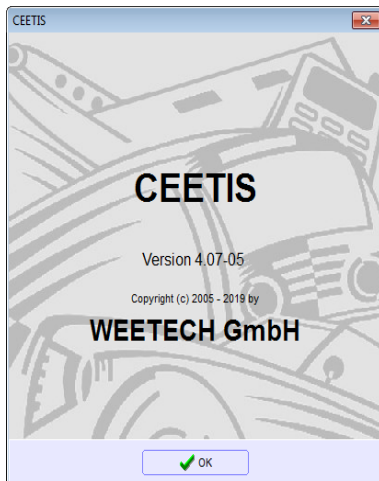 CEETIS
CEETIS
Version 4.07-05
Copyright (c) 2005 - 2019 by
WEETECH GmbH
OK